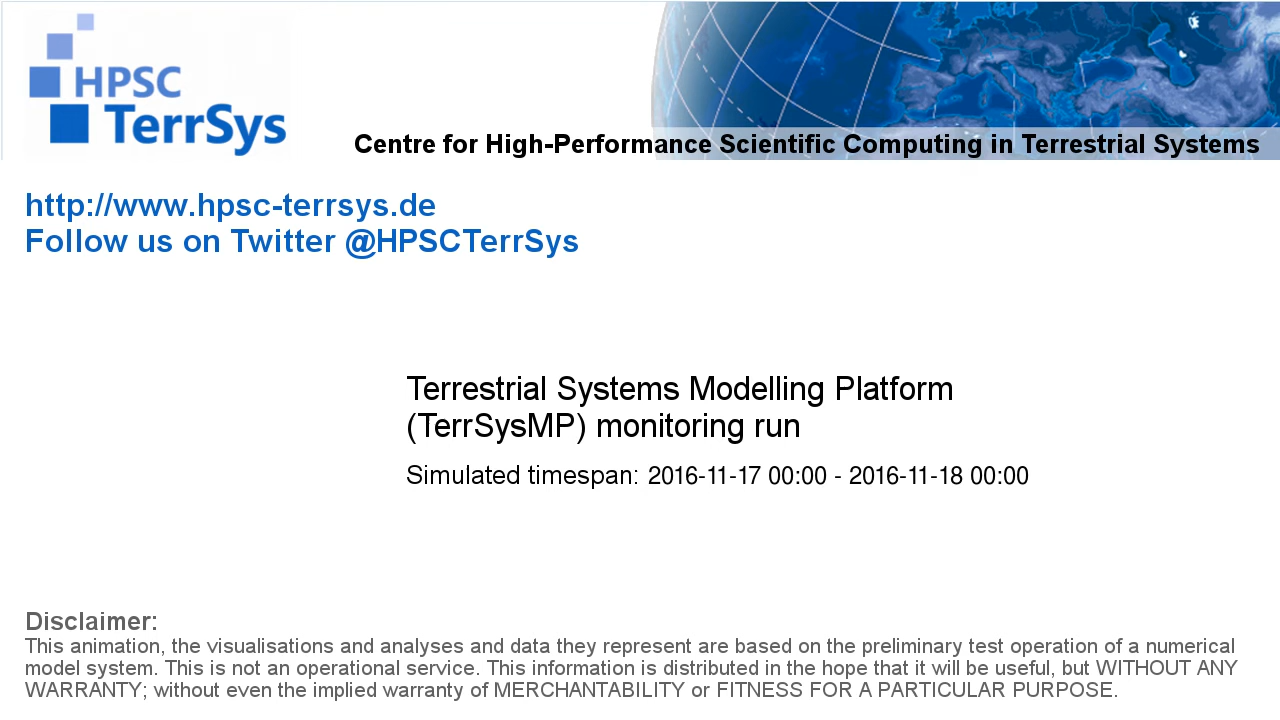 HPSC
TerrSys
Centre for High-Performance Scientific Computing in Terrestrial Systems
http://www.hpsc-terrsys.de
Follow us on Twitter @HPSCTerrSys
Terrestrial Systems Modelling Platform
(TerrSysMP) monitoring run
Simulated timespan: 2016-11-17 00:00 - 2016-11-18 00:00
Disclaimer:
This animation, the visualisations and analyses and data they represent are based on the preliminary test operation of a numerical
model system. This is not an operational service. This information is distributed in the hope that it will be useful, but WITHOUT ANY
WARRANTY; without even the implied warranty of MERCHANTABILITY or FITNESS FOR A PARTICULAR PURPOSE.